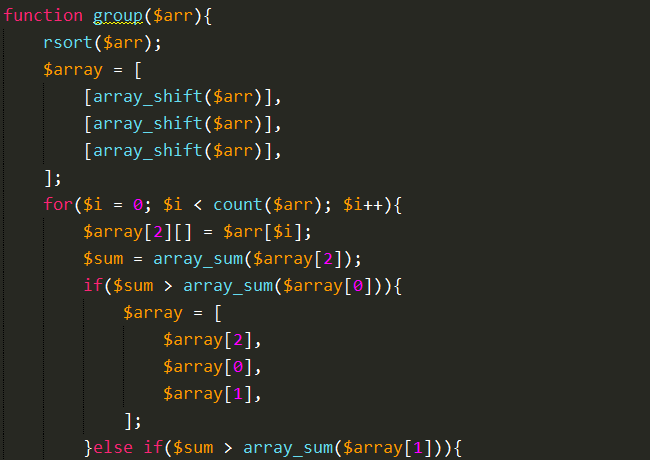 function group($arr){
rsort($arr);
$array = [
[array_shift($arr)],
[array_shift($arr)],
[array_shift($arr)],
];
for($i = 0; $i < count($arr); $i++){
$array[2][] = $arr[$i];
$sum = array_sum($array[2]);
if($sum > array_sum($array[0])){
$array = [
$array[2],
$array[0],
$array[1],
];
}else if($sum > array_sum($array[1])){